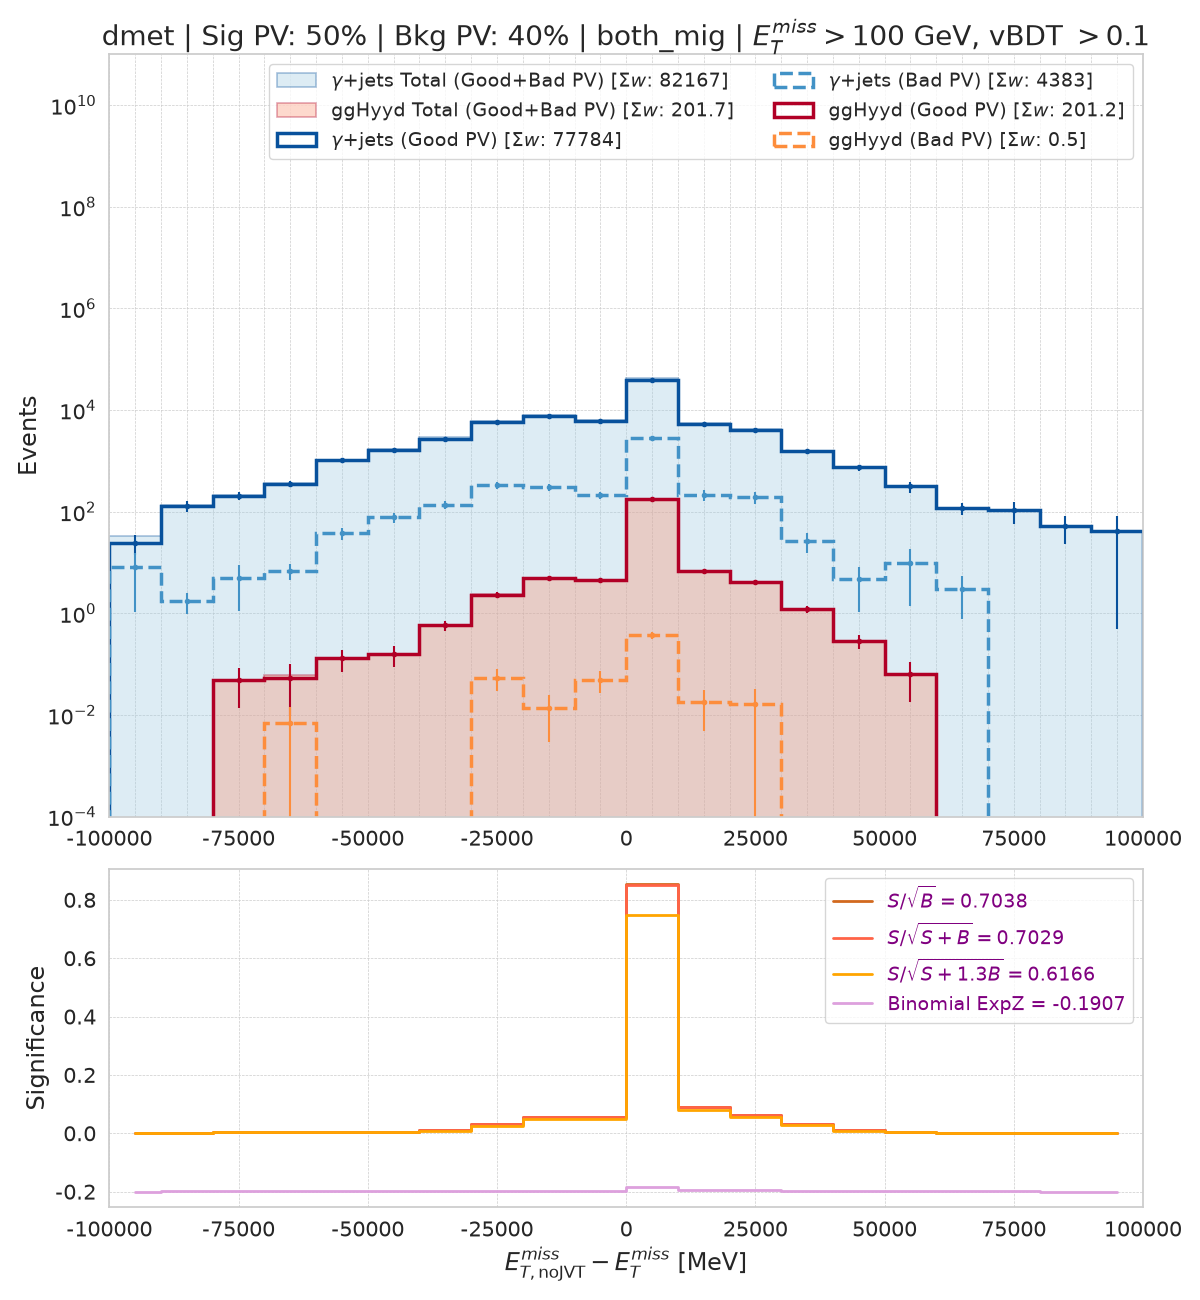 dmet | Sig PV: 50% | Bkg PV: 40% | both_mig | $E_T^{miss} > 100$ GeV, vBDT $> 0.1$
γ+jets Total (Good+Bad PV) [Σw: 82167]
ggHyyd Total (Good+Bad PV) [Σw: 201.7]
γ+jets (Good PV) [Σw: 77784]
γ+jets (Bad PV) [Σw: 4383]
ggHyyd (Good PV) [Σw: 201.2]
ggHyyd (Bad PV) [Σw: 0.5]
Events
$10^{10}$
$10^{8}$
$10^{6}$
$10^{4}$
$10^{2}$
$10^{0}$
$10^{-2}$
$10^{-4}$
-100000 -75000 -50000 -25000 0 25000 50000 75000 100000
$S/\sqrt{B} = 0.7038$
$S/\sqrt{S+B} = 0.7029$
$S/\sqrt{S+1.3B} = 0.6166$
Binomial ExpZ = -0.1907
Significance
0.8
0.6
0.4
0.2
0.0
-0.2
-100000 -75000 -50000 -25000 0 25000 50000 75000 100000
$E_{T,noJVT}^{miss} - E_T^{miss}$ [MeV]